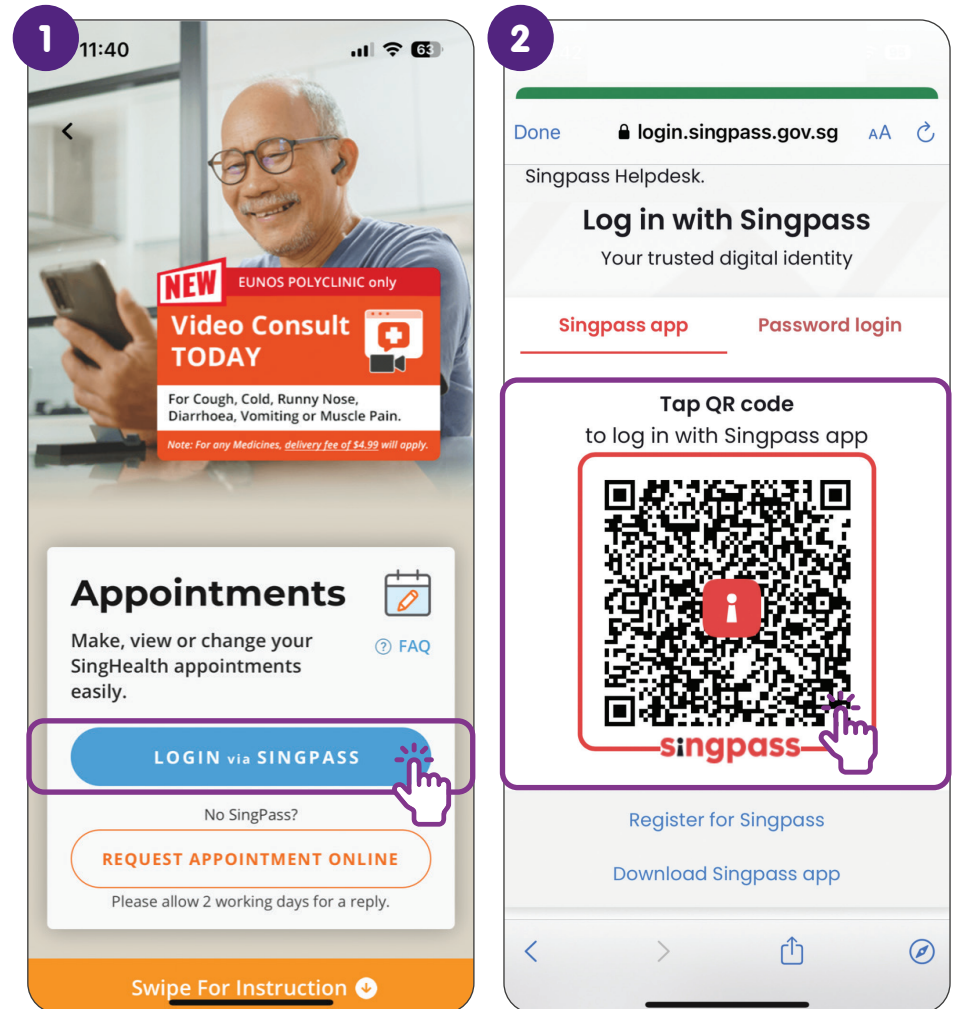 1
11:40
63
NEW
EUNOS POLYCLINIC only
Video Consult
TODAY
For Cough, Cold, Runny Nose,
Diarrhoea, Vomiting or Muscle Pain.
Note: For any Medicines, delivery fee of $4.99 will apply.
Appointments
Make, view or change your
SingHealth appointments
easily.
FAQ
LOGIN via SINGPASS
No SingPass?
REQUEST APPOINTMENT ONLINE
Please allow 2 working days for a reply.
Swipe For Instruction
2
Done
login.singpass.gov.sg
AA
Singpass Helpdesk.
Log in with Singpass
Your trusted digital identity
Singpass app
Password login
Tap QR code
to log in with Singpass app
singpass
Register for Singpass
Download Singpass app